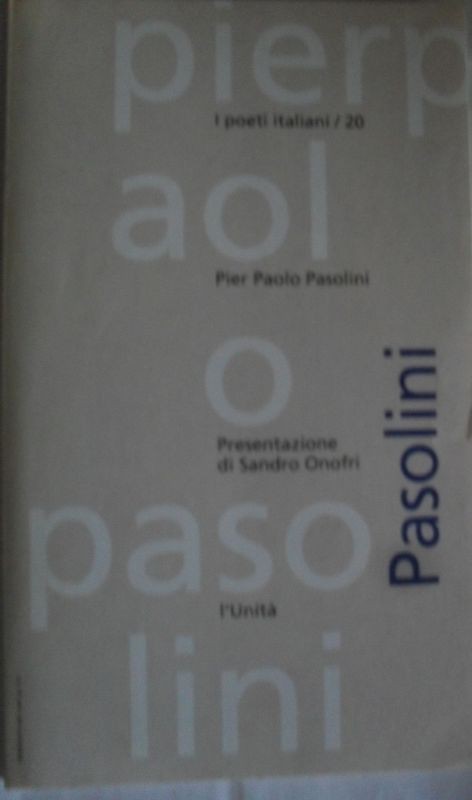 pierp
I poeti italiani / 20
aol
Pier Paolo Pasolini
o
Presentazione
di Sandro Onofri
Pasolini
paso
l'Unità
lini